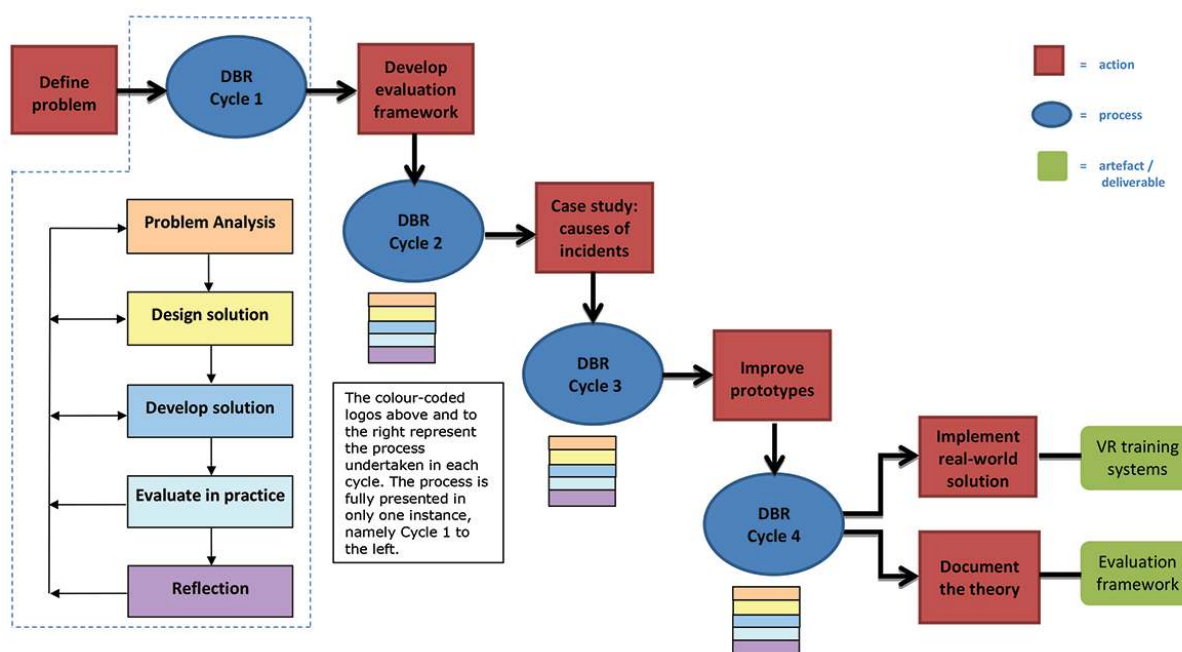 Define
problem
DBR
Cycle 1
Develop
evaluation
framework
= action
= process
= artefact /
deliverable
Problem Analysis
Design solution
Develop solution
Evaluate in practice
Reflection
DBR
Cycle 2
Case study:
causes of
incidents
The colour-coded
logos above and to
the right represent
the process
undertaken in each
cycle. The process is
fully presented in
only one instance,
namely Cycle 1 to
the left.
DBR
Cycle 3
Improve
prototypes
DBR
Cycle 4
Implement
real-world
solution
VR training
systems
Document
the theory
Evaluation
framework